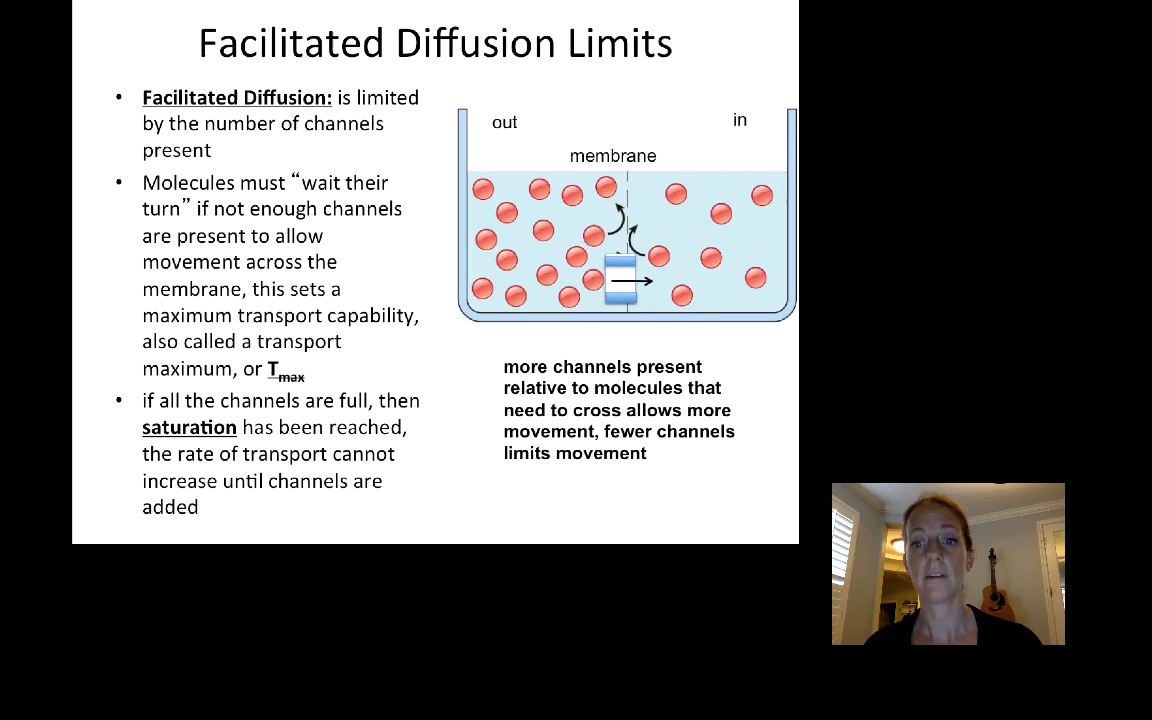 Facilitated Diffusion Limits
• Facilitated Diffusion: is limited
by the number of channels
present
• Molecules must “wait their
turn” if not enough channels
are present to allow
movement across the
membrane, this sets a
maximum transport capability,
also called a transport
maximum, or Tmax
• if all the channels are full, then
saturation has been reached,
the rate of transport cannot
increase until channels are
added
out
in
membrane
more channels present
relative to molecules that
need to cross allows more
movement, fewer channels
limits movement